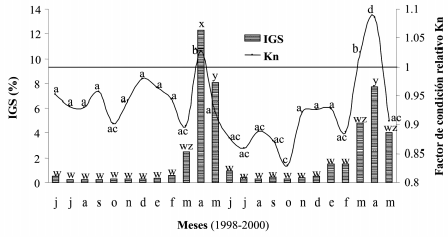 IGS
Kn
IGS (%)
14
12
10
8
6
4
2
0
Factor de condición relativo Kn
1.1
1.05
1
0.95
0.9
0.85
0.8
a a a a ac a a a a ac b a ac ac a ac c a a a ac b d ac
w w w w w w w w w wz x y w w w w w w w w w wz y wz
j j a s o n d e f m a m j j a s o n d e f m a m
Meses (1998-2000)